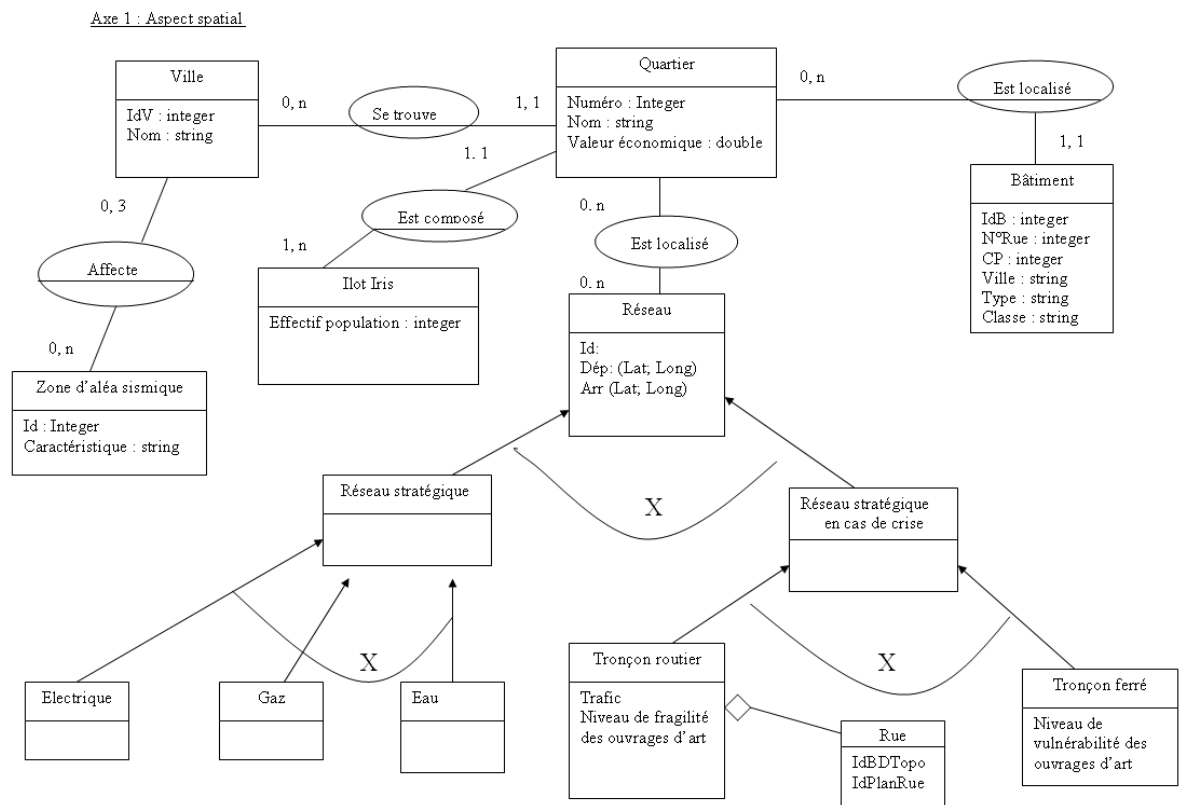 Axe 1 : Aspect spatial
Ville
IdV : integer
Nom : string
0, n
Se trouve
1, 1
Quartier
Numéro : Integer
Nom : string
Valeur économique : double
0, n
Est localisé
1, 1
Bâtiment
IdB : integer
N°Rue : integer
CP : integer
Ville : string
Type : string
Classe : string
1. 1
Est composé
1, n
Ilot Iris
Effectif population : integer
0. n
Est localisé
0. n
Réseau
Id:
Dép: (Lat; Long)
Arr (Lat; Long)
0, 3
Affecte
0, n
Zone d'aléa sismique
Id : Integer
Caractéristique : string
Réseau stratégique
X
Réseau stratégique
en cas de crise
X
Electrique
Gaz
Eau
X
Tronçon routier
Trafic
Niveau de fragilité
des ouvrages d'art
Rue
IdBDTopo
IdPlanRue
Tronçon ferré
Niveau de
vulnérabilité des
ouvrages d'art